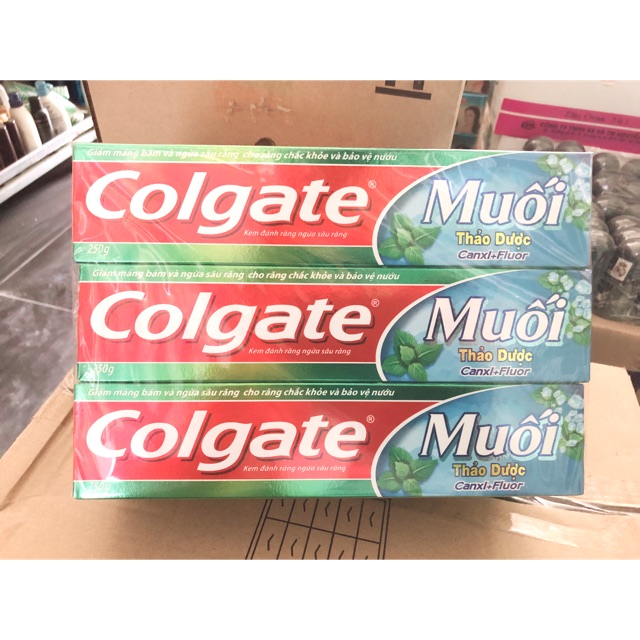 Giảm mảng bám và ngừa sâu răng cho răng chắc khỏe và bảo vệ nướu
Colgate®
Muối
Thảo Dược
Canxi+Fluor
Kem đánh răng ngừa sâu răng
250g
Giảm mảng bám và ngừa sâu răng cho răng chắc khỏe và bảo vệ nướu
Colgate®
Muối
Thảo Dược
Canxi+Fluor
Kem đánh răng ngừa sâu răng
250g
Giảm mảng bám và ngừa sâu răng cho răng chắc khỏe và bảo vệ nướu
Colgate®
Muối
Thảo Dược
Canxi+Fluor
Kem đánh răng ngừa sâu răng